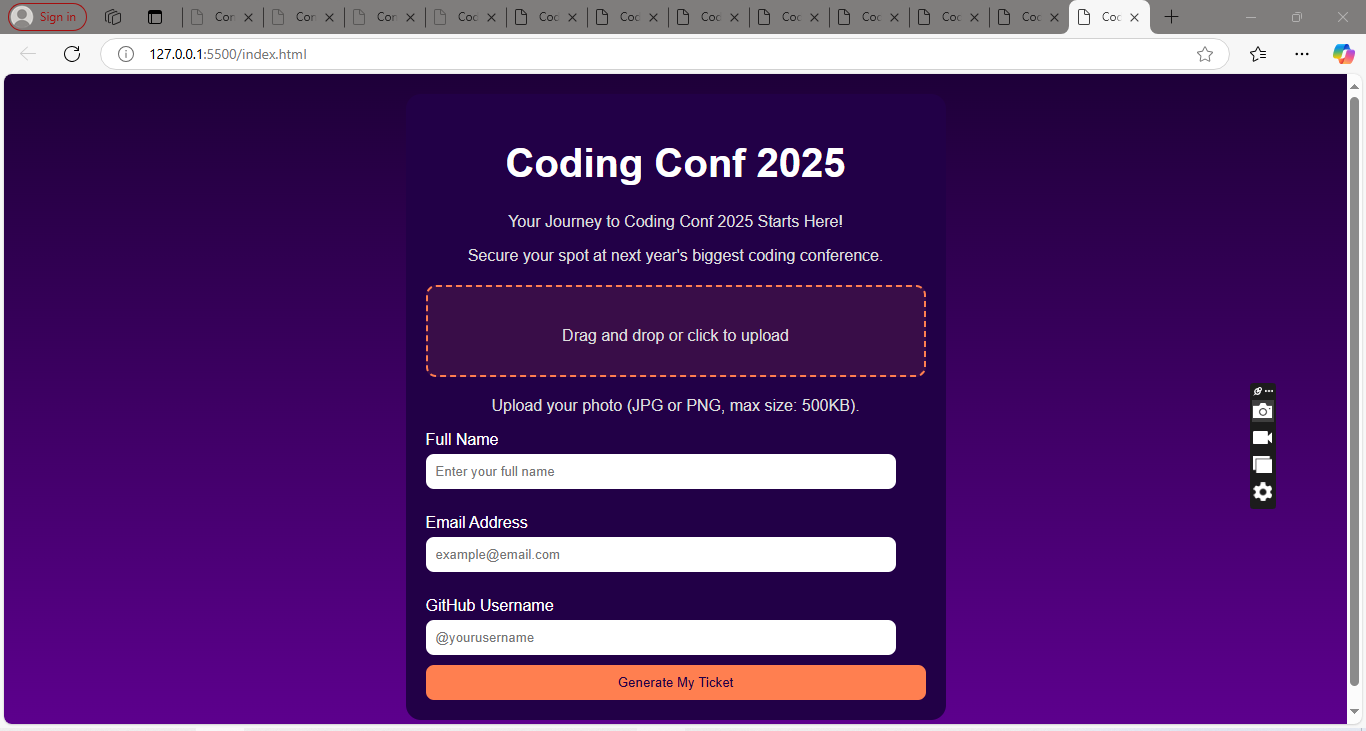 Sign in
Con
Con
Con
Coc
Coc
Coc
Coc
Coc
Coc
Coc
Coc
Coc
127.0.0.1:5500/index.html
Coding Conf 2025
Your Journey to Coding Conf 2025 Starts Here!
Secure your spot at next year's biggest coding conference.
Drag and drop or click to upload
Upload your photo (JPG or PNG, max size: 500KB).
Full Name
Enter your full name
Email Address
example@email.com
GitHub Username
@yourusername
Generate My Ticket